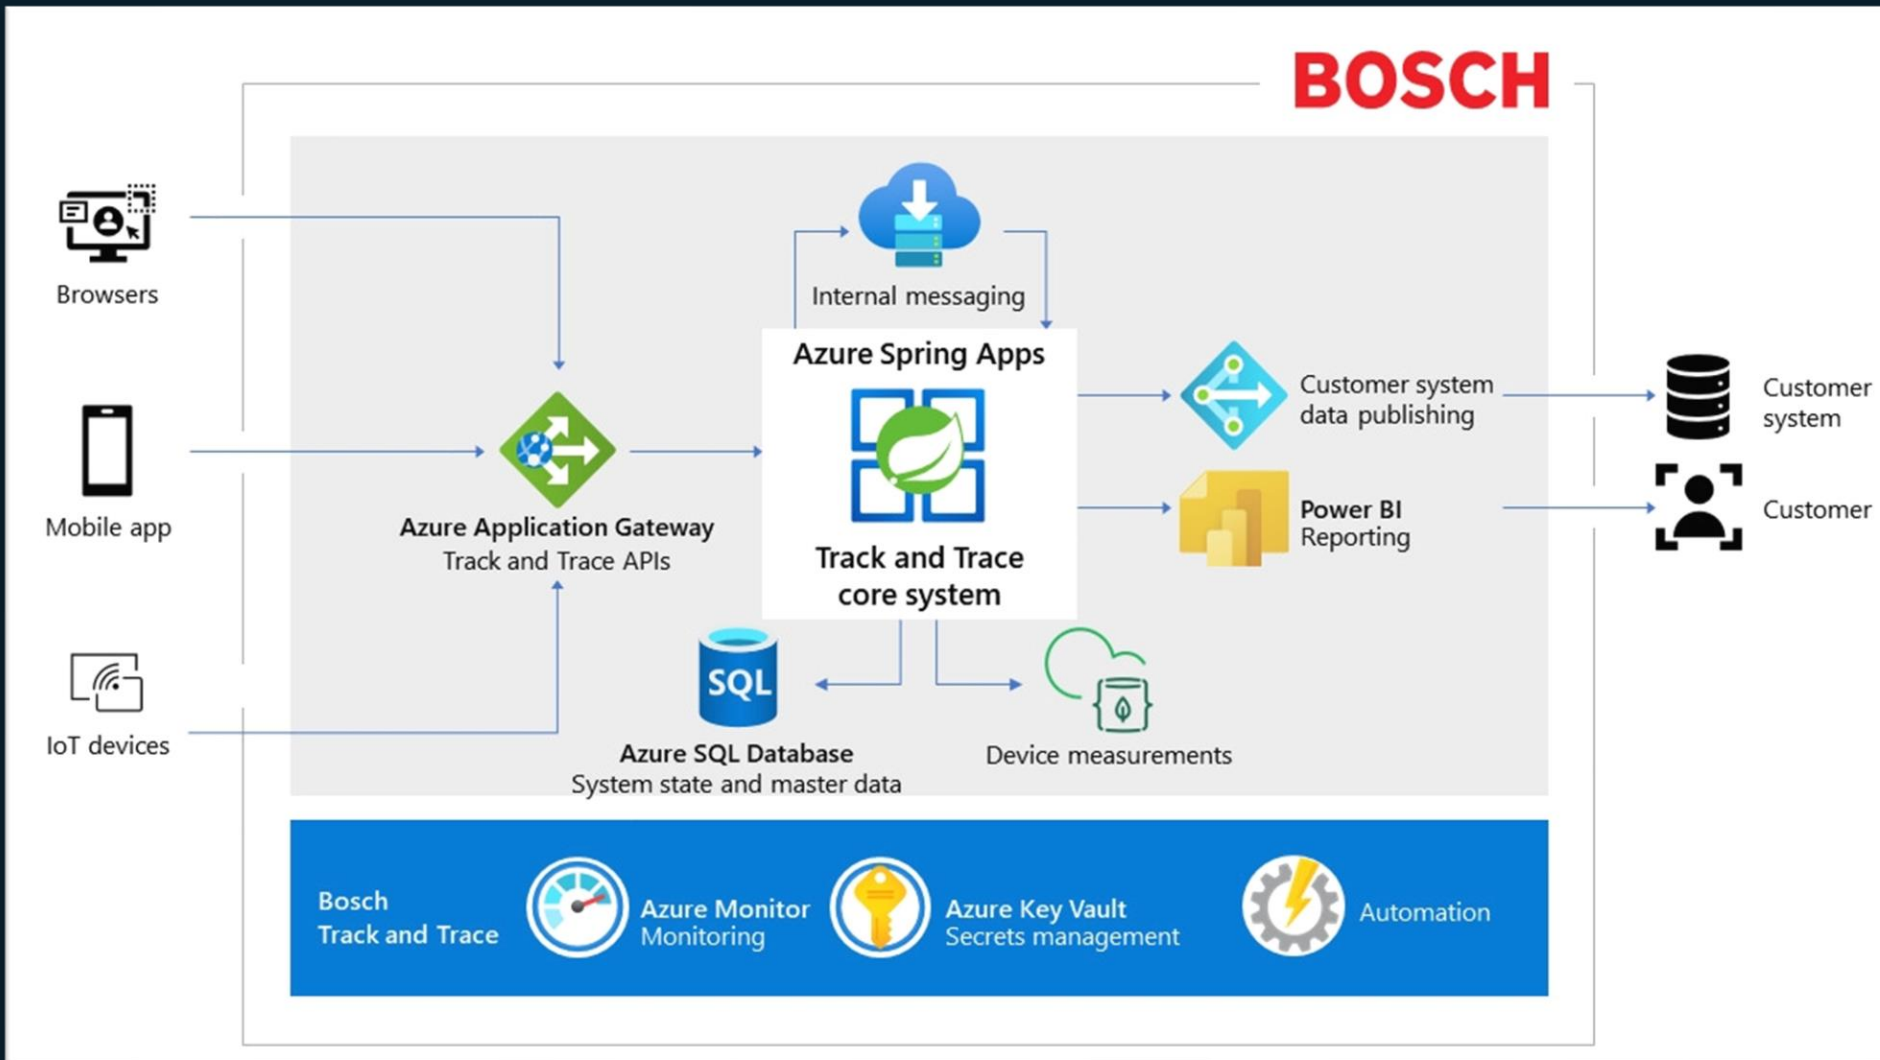 BOSCH
Browsers
Internal messaging
Azure Spring Apps
Customer system
data publishing
Customer
system
Mobile app
Azure Application Gateway
Track and Trace APIs
Power BI
Reporting
Customer
Track and Trace
core system
SQL
IoT devices
Azure SQL Database
System state and master data
Device measurements
Bosch
Track and Trace
Azure Monitor
Monitoring
Azure Key Vault
Secrets management
Automation